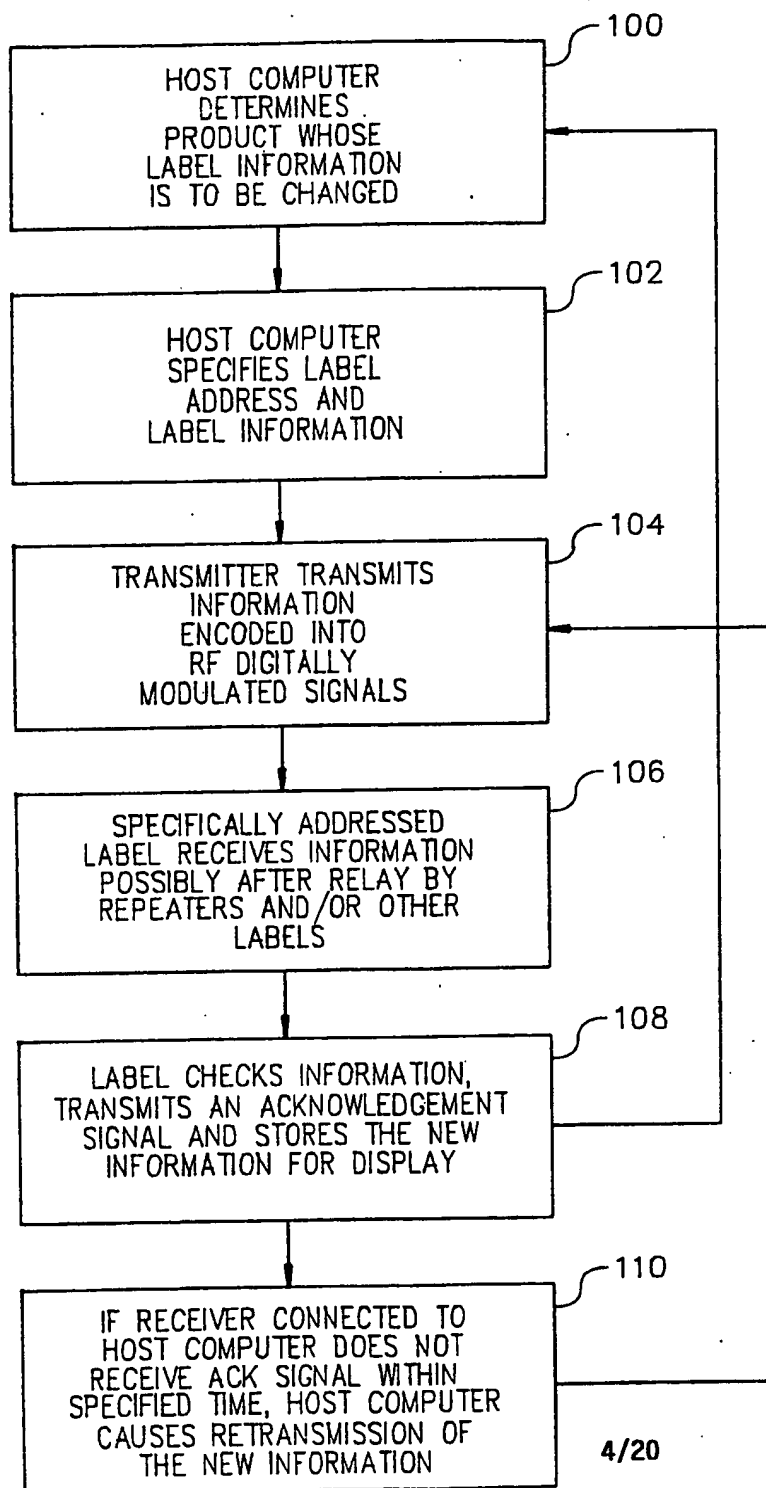 100
HOST COMPUTER
DETERMINES
PRODUCT WHOSE
LABEL INFORMATION
IS TO BE CHANGED
102
HOST COMPUTER
SPECIFIES LABEL
ADDRESS AND
LABEL INFORMATION
104
TRANSMITTER TRANSMITS
INFORMATION
ENCODED INTO
RF DIGITALLY
MODULATED SIGNALS
106
SPECIFICALLY ADDRESSED
LABEL RECEIVES INFORMATION
POSSIBLY AFTER RELAY BY
REPEATERS AND/OR OTHER
LABELS
108
LABEL CHECKS INFORMATION,
TRANSMITS AN ACKNOWLEDGEMENT
SIGNAL AND STORES THE NEW
INFORMATION FOR DISPLAY
110
IF RECEIVER CONNECTED TO
HOST COMPUTER DOES NOT
RECEIVE ACK SIGNAL WITHIN
SPECIFIED TIME, HOST COMPUTER
CAUSES RETRANSMISSION OF
THE NEW INFORMATION
4/20